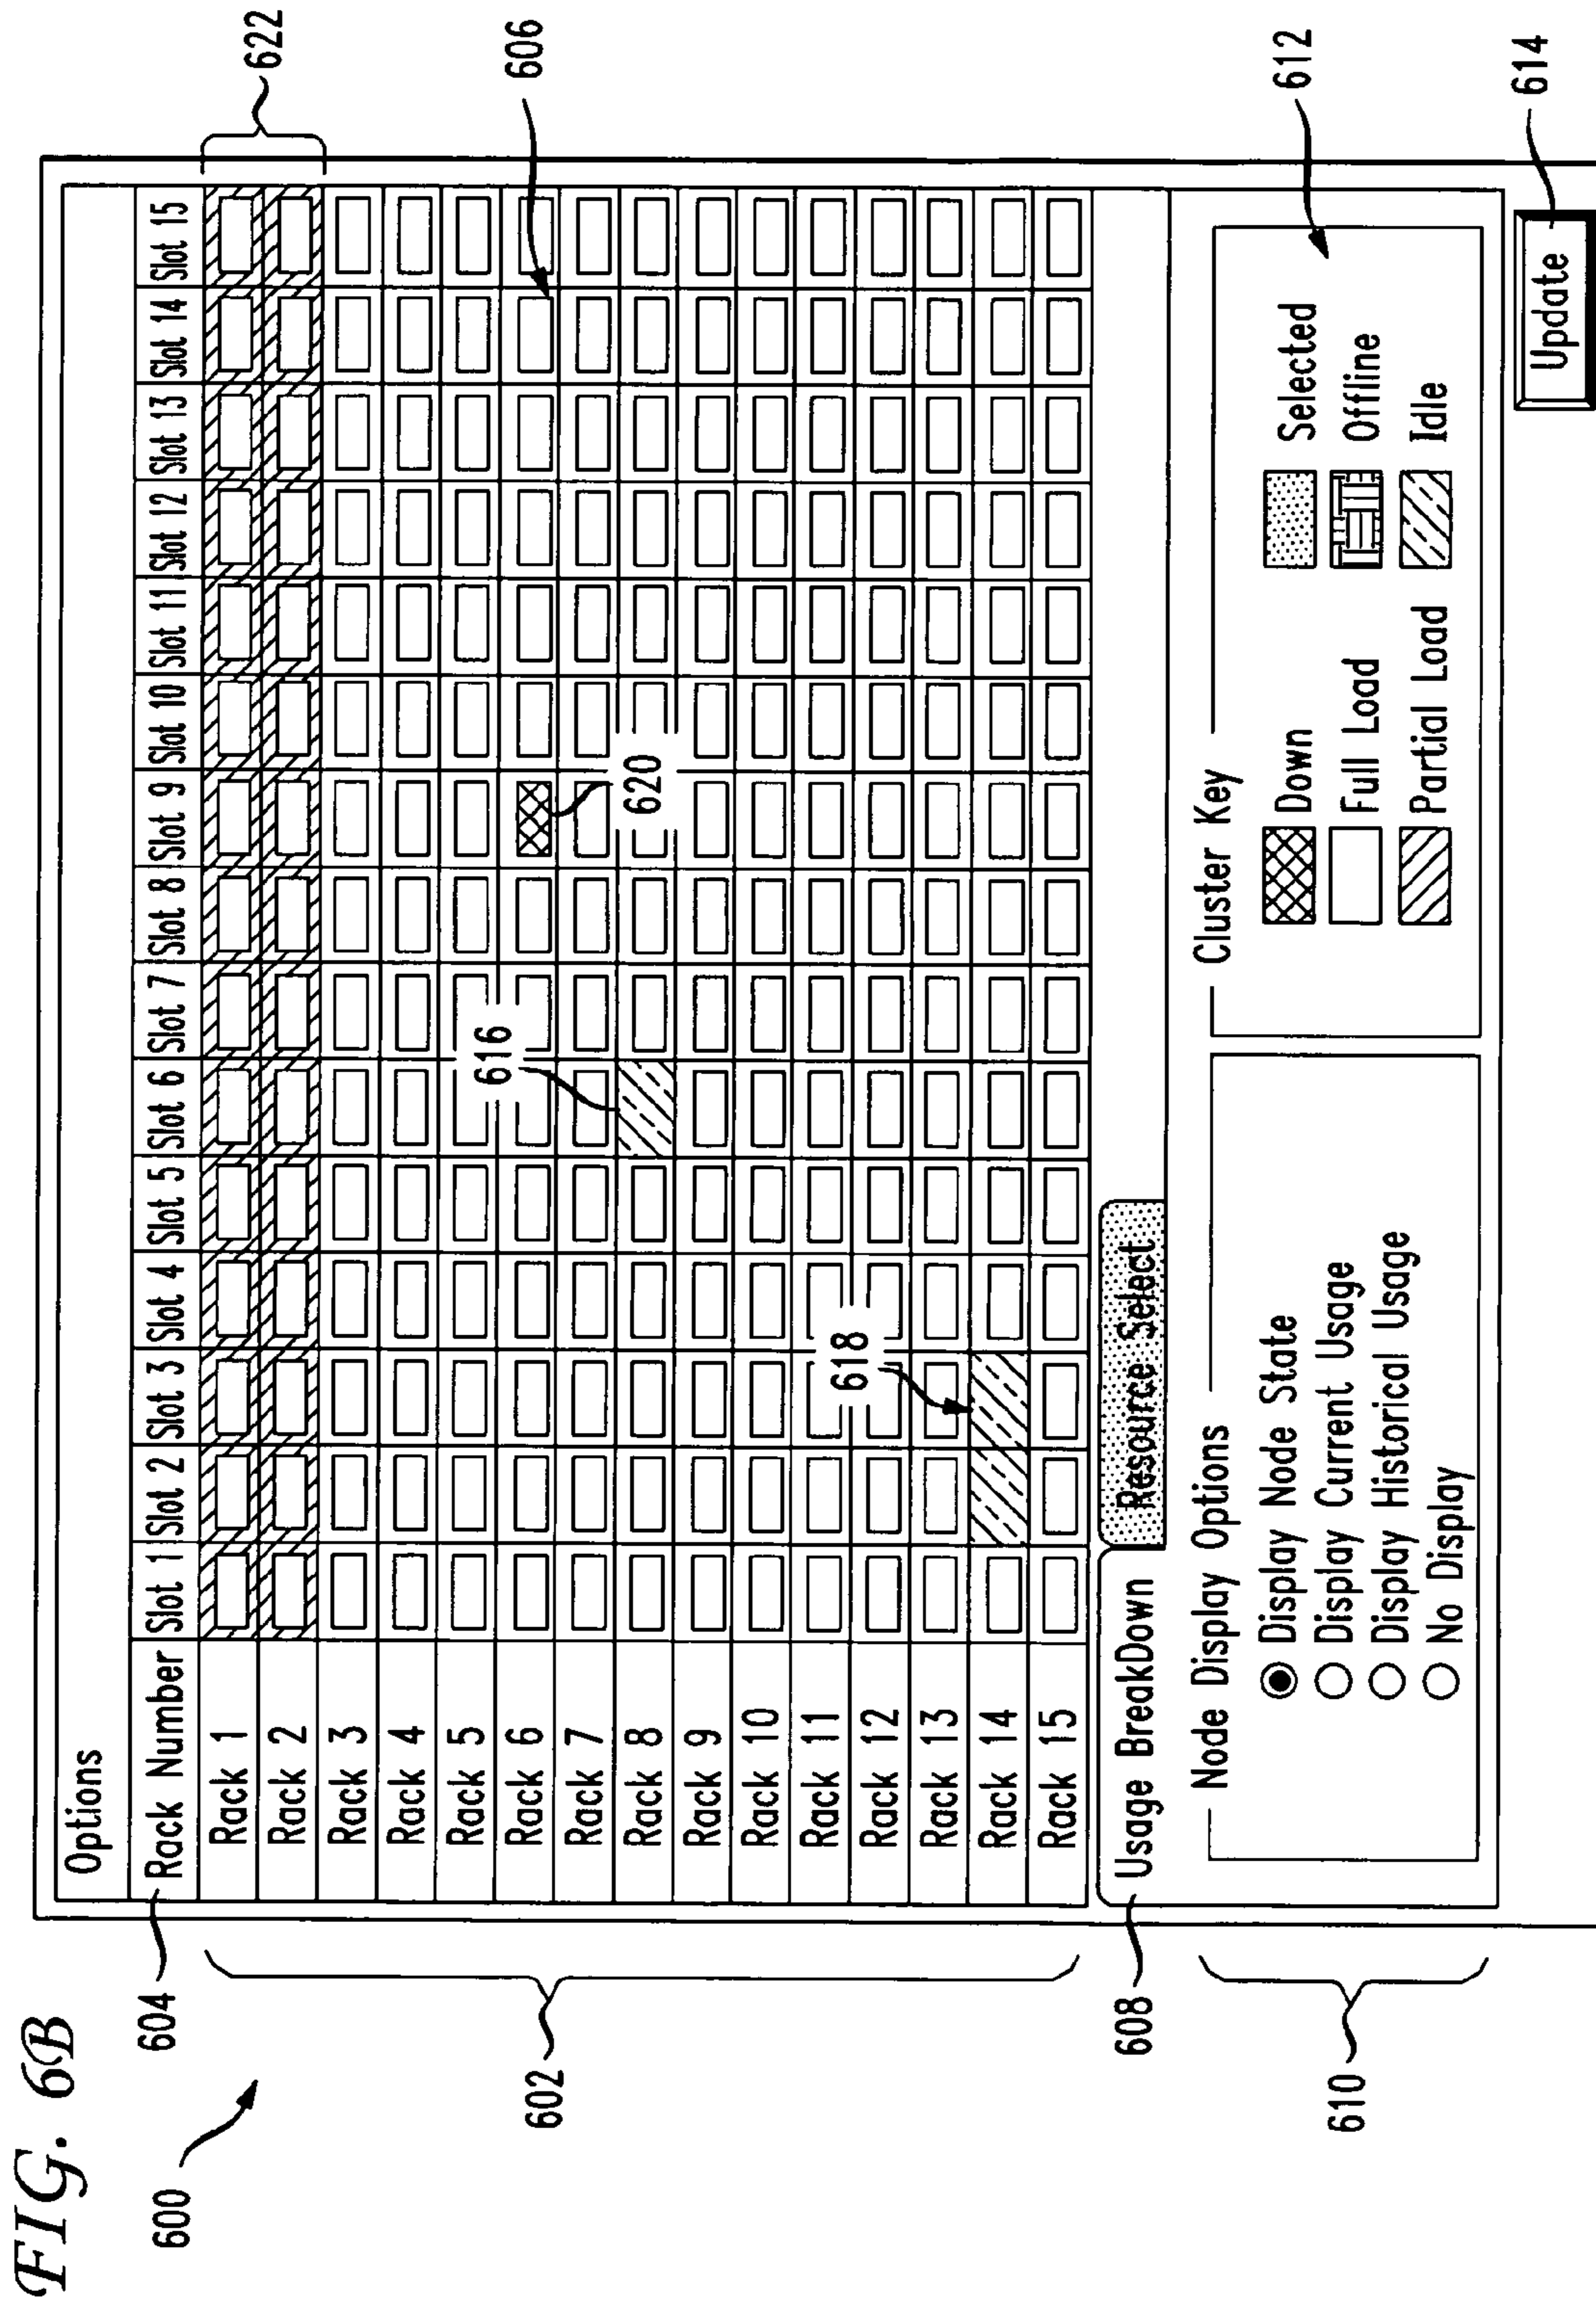 FIG. 6B
600
604
602
608
610
Options
Rack Number Slot 1 Slot 2 Slot 3 Slot 4 Slot 5 Slot 6 Slot 7 Slot 8 Slot 9 Slot 10 Slot 11 Slot 12 Slot 13 Slot 14 Slot 15
Rack 1
Rack 2
622
Rack 3
Rack 4
Rack 5
616
Rack 6
606
Rack 7
Rack 8
620
Rack 9
Rack 10
Rack 11
618
Rack 12
Rack 13
Rack 14
Rack 15
Usage BreakDown Resource Select
Node Display Options
Display Node State
Display Current Usage
Display Historical Usage
No Display
Cluster Key
Down Selected
Full Load Offline
Partial Load Idle
612
Update
614